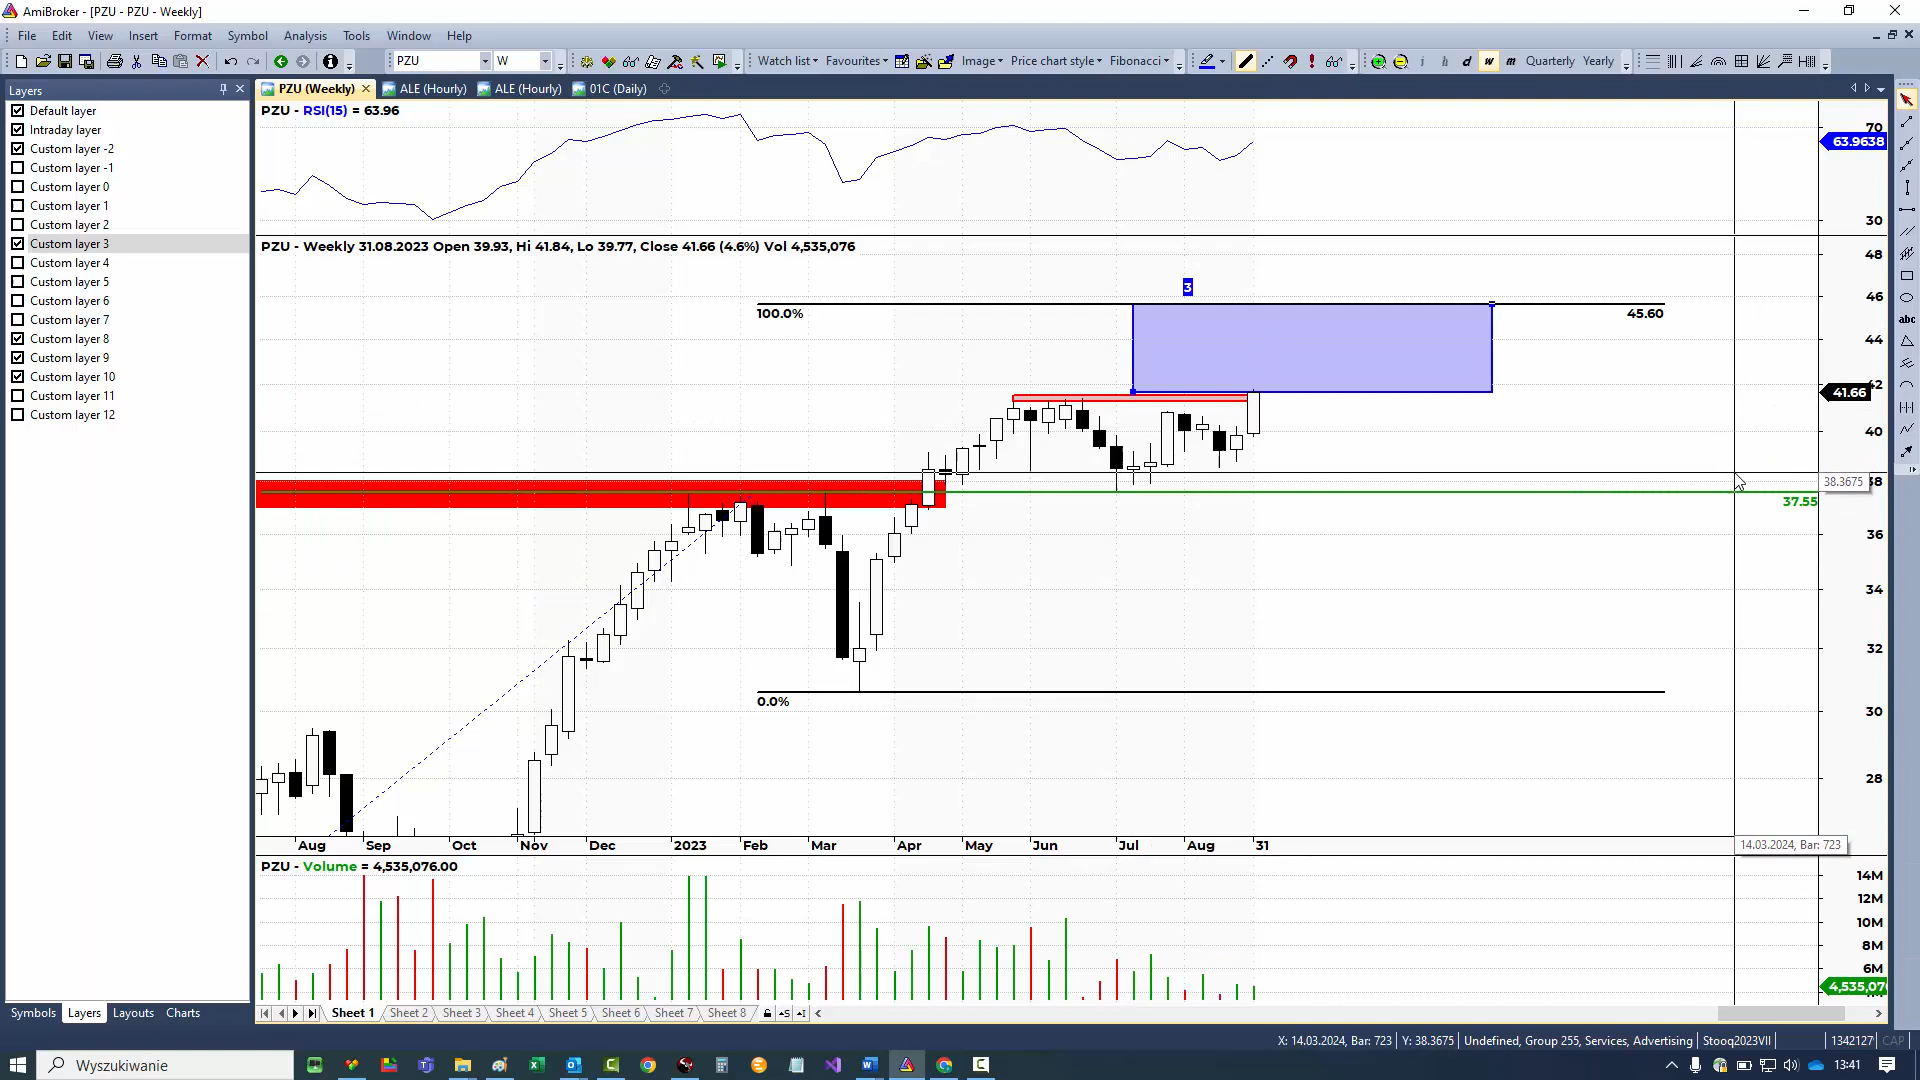 AmiBroker - [PZU - PZU - Weekly]
File Edit View Insert Format Symbol Analysis Tools Window Help
PZU W Watch list Favourites Image Price chart style Fibonacci i h d w m Quarterly Yearly
Layers PZU (Weekly) ALE (Hourly) ALE (Hourly) 01C (Daily)
Default layer
Intraday layer
Custom layer -2
Custom layer -1
Custom layer 0
Custom layer 1
Custom layer 2
Custom layer 3
Custom layer 4
Custom layer 5
Custom layer 6
Custom layer 7
Custom layer 8
Custom layer 9
Custom layer 10
Custom layer 11
Custom layer 12
Symbols Layers Layouts Charts
PZU - RSI(15) = 63.96
70
63.9638
30
PZU - Weekly 31.08.2023 Open 39.93, Hi 41.84, Lo 39.77, Close 41.66 (4.6%) Vol 4,535,076
48
3
46
100.0% 45.60
44
42
41.66
40
38
38.3675
37.55
36
34
32
0.0%
30
28
Aug Sep Oct Nov Dec 2023 Feb Mar Apr May Jun Jul Aug 31
14.03.2024, Bar: 723
PZU - Volume = 4,535,076.00
14M
12M
10M
8M
6M
4,535,07
Sheet 1 Sheet 2 Sheet 3 Sheet 4 Sheet 5 Sheet 6 Sheet 7 Sheet 8
X: 14.03.2024, Bar: 723 Y: 38.3675 Undefined, Group 255, Services, Advertising Stooq2023VII 1342127 CAP
Wyszukiwanie
13:41
abc